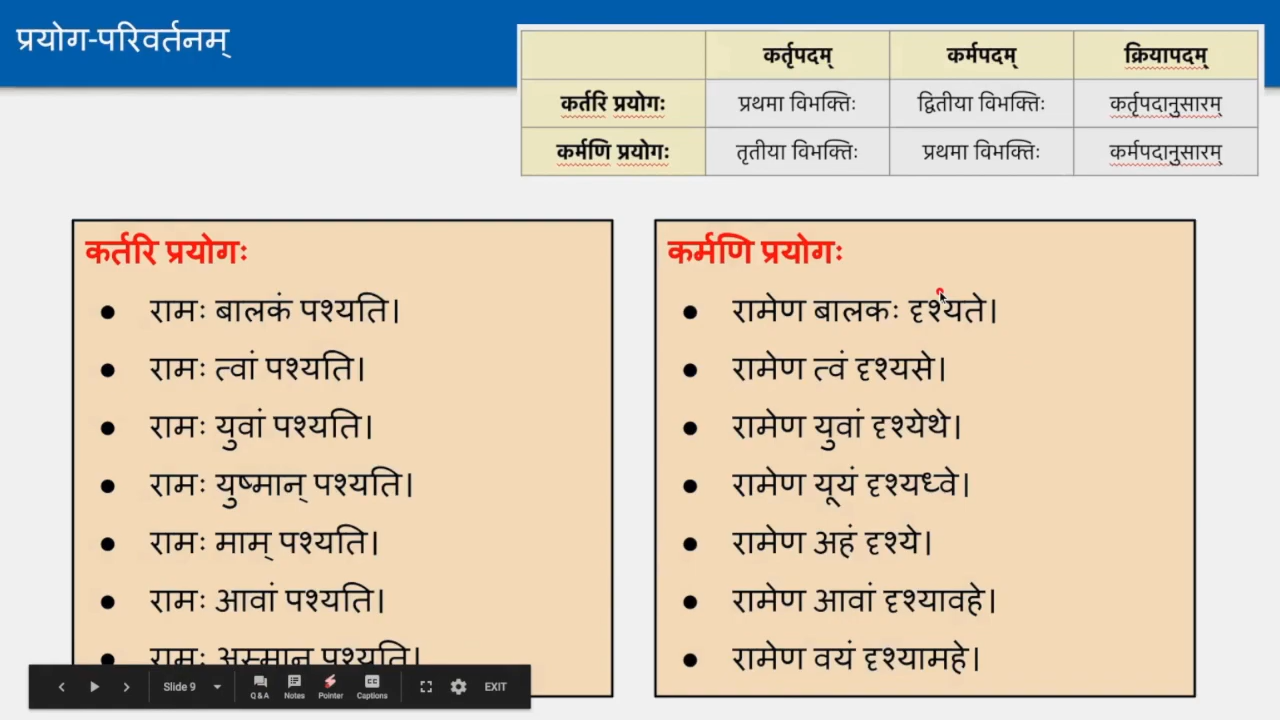 प्रयोग-परिवर्तनम्
कर्तृपदम् कर्मपदम् क्रियापदम्
कर्तरि प्रयोगः प्रथमा विभक्तिः द्वितीया विभक्तिः कर्तृपदानुसारम्
कर्मणि प्रयोगः तृतीया विभक्तिः प्रथमा विभक्तिः कर्मपदानुसारम्
कर्तरि प्रयोगः
● रामः बालकं पश्यति।
● रामः त्वां पश्यति।
● रामः युवां पश्यति।
● रामः युष्मान् पश्यति।
● रामः माम् पश्यति।
● रामः आवां पश्यति।
● रामः अस्मान् पश्यति।
कर्मणि प्रयोगः
● रामेण बालकः दृश्यते।
● रामेण त्वं दृश्यसे।
● रामेण युवां दृश्येथे।
● रामेण यूयं दृश्यध्वे।
● रामेण अहं दृश्ये।
● रामेण आवां दृश्यावहे।
● रामेण वयं दृश्यामहे।
Slide 9 Q&A Notes Pointer Captions EXIT